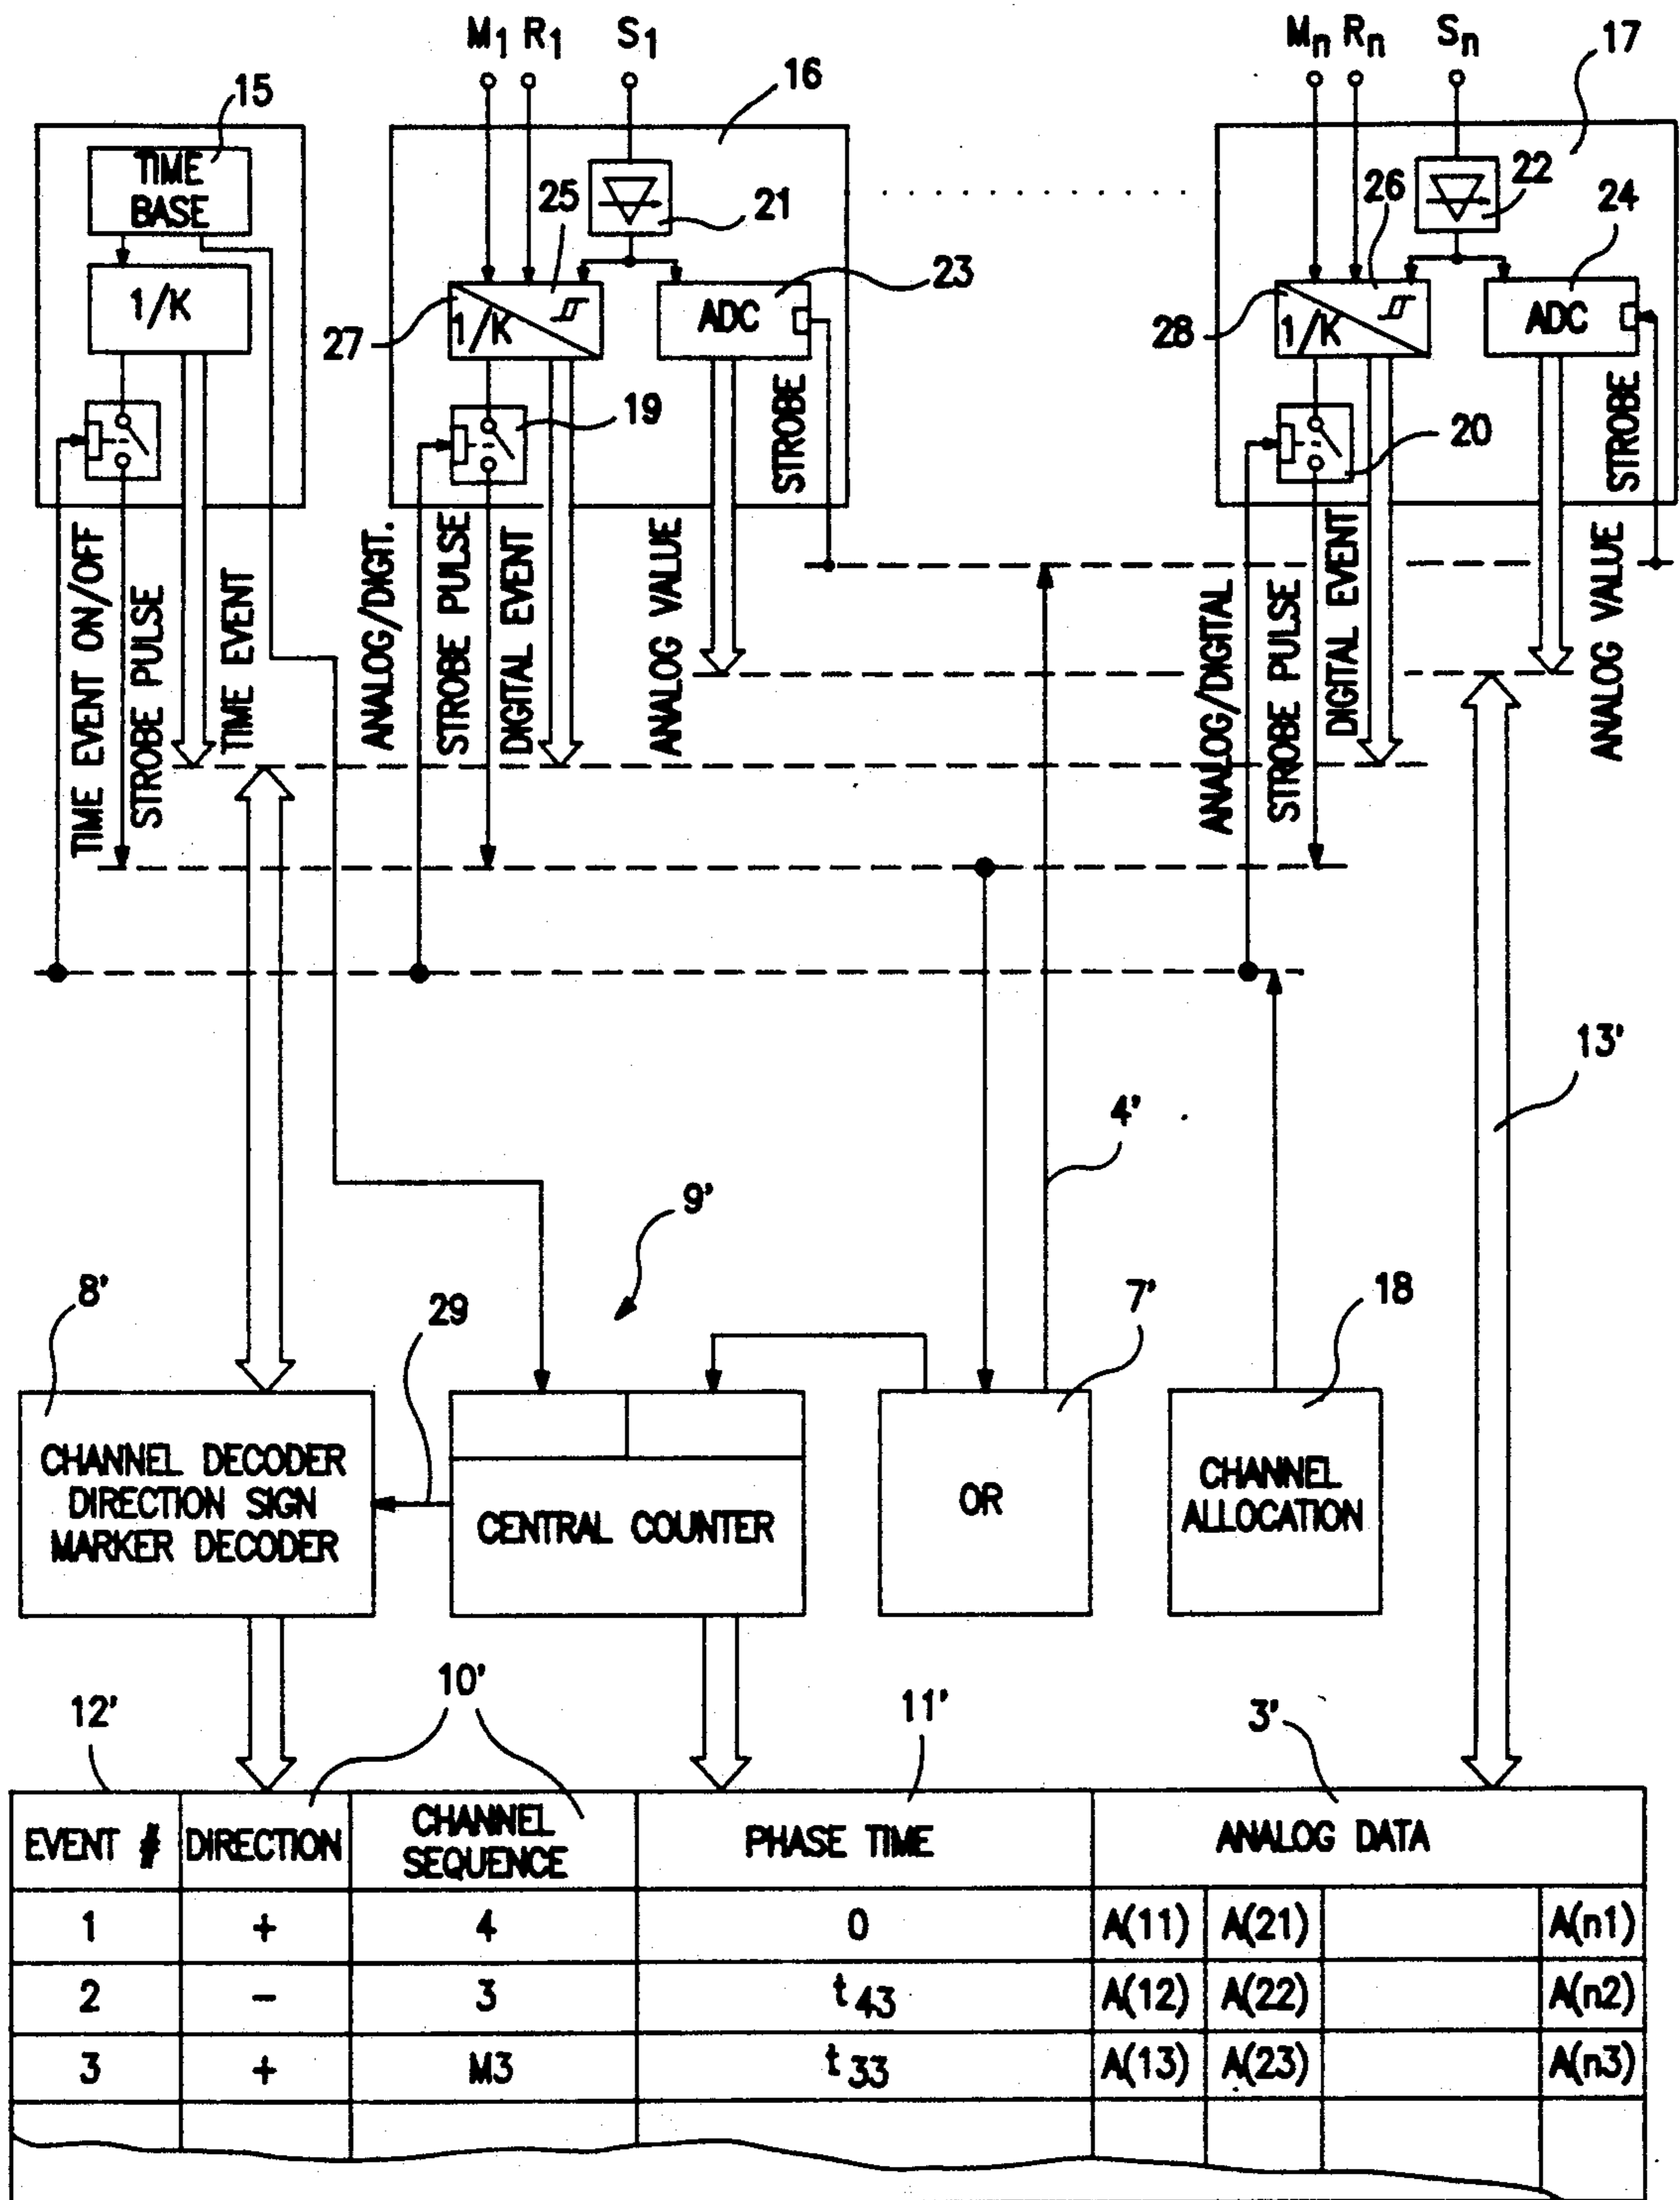 M1 R1 S1
Mn Rn Sn
15
16
17
TIME
BASE
1/K
25
21
27
1/K
ADC
23
19
STROBE
26
22
24
28
1/K
ADC
20
STROBE
TIME EVENT ON/OFF
STROBE PULSE
TIME EVENT
ANALOG/DIGIT.
STROBE PULSE
DIGITAL EVENT
ANALOG VALUE
ANALOG/DIGITAL
STROBE PULSE
DIGITAL EVENT
ANALOG VALUE
13'
4'
9'
8'
29
7'
18
CHANNEL DECODER
DIRECTION SIGN
MARKER DECODER
CENTRAL COUNTER
OR
CHANNEL
ALLOCATION
12'
10'
11'
3'
EVENT # DIRECTION CHANNEL SEQUENCE PHASE TIME ANALOG DATA
1 + 4 0 A(11) A(21) A(n1)
2 - 3 t43 A(12) A(22) A(n2)
3 + M3 t33 A(13) A(23) A(n3)